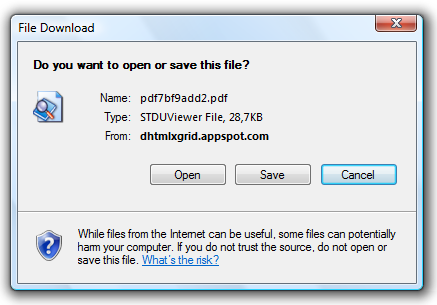 File Download
Do you want to open or save this file?
Name: pdf7bf9add2.pdf
Type: STDUViewer File, 28,7KB
From: dhtmlxgrid.appspot.com
Open Save Cancel
While files from the Internet can be useful, some files can potentially
harm your computer. If you do not trust the source, do not open or
save this file. What's the risk?